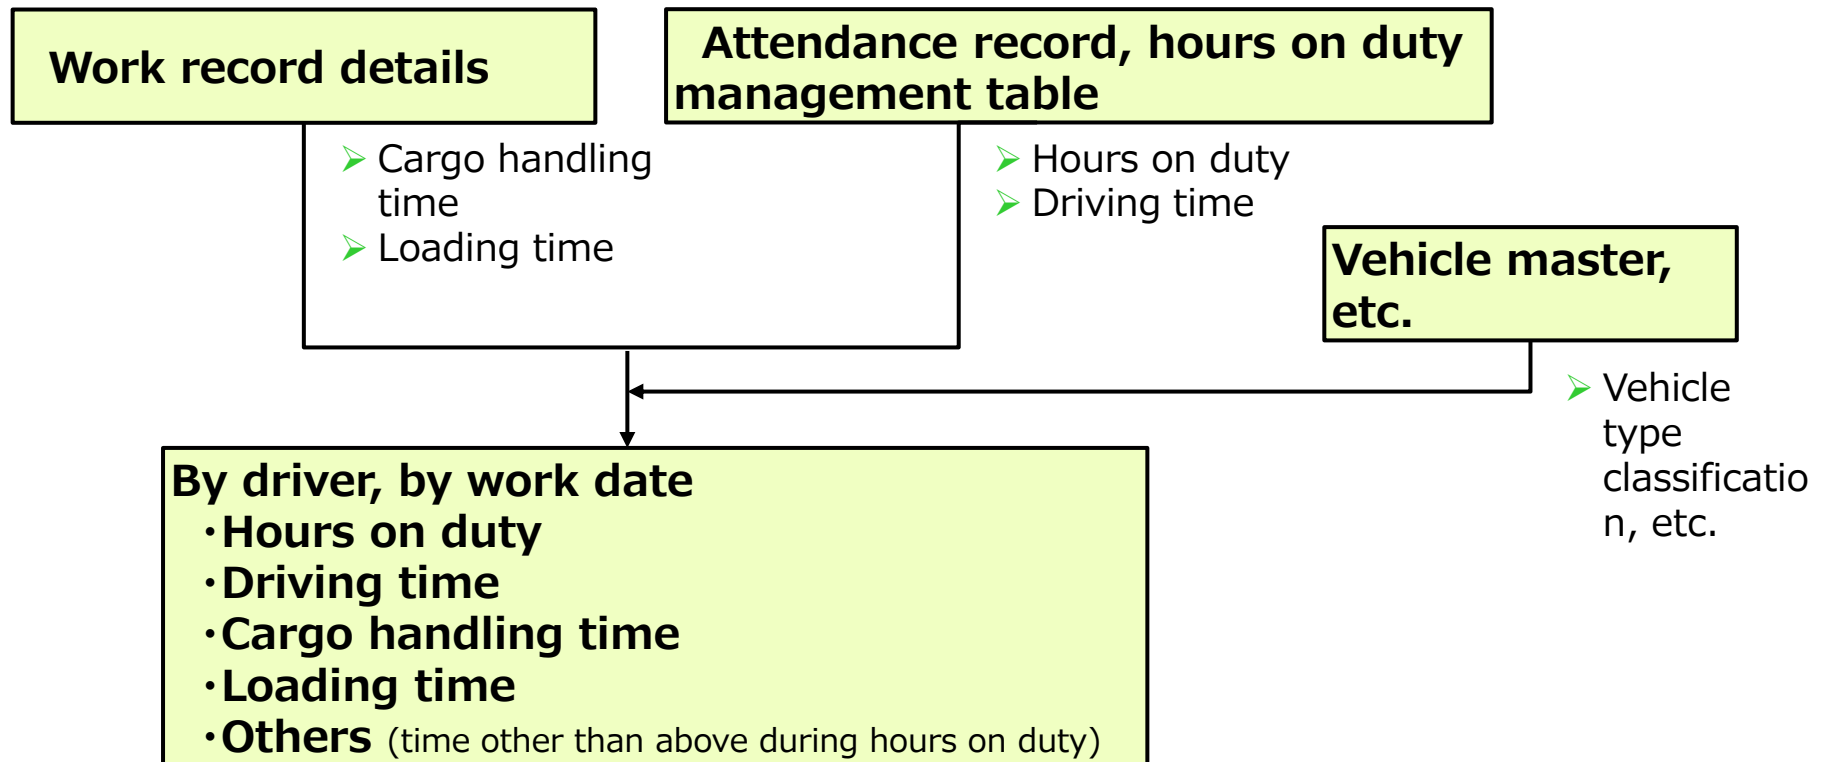 Work record details
Attendance record, hours on duty
management table
➢ Cargo handling
time
➢ Loading time
➢ Hours on duty
➢ Driving time
Vehicle master,
etc.
➢ Vehicle
type
classificatio
n, etc.
By driver, by work date
・Hours on duty
・Driving time
・Cargo handling time
・Loading time
・Others (time other than above during hours on duty)